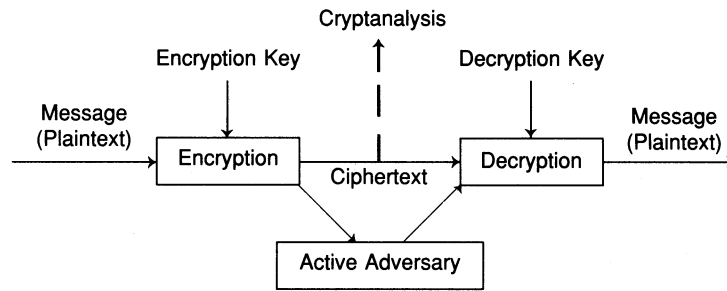 Cryptanalysis
Encryption Key
Decryption Key
Message
(Plaintext)
Encryption
Ciphertext
Decryption
Message
(Plaintext)
Active Adversary